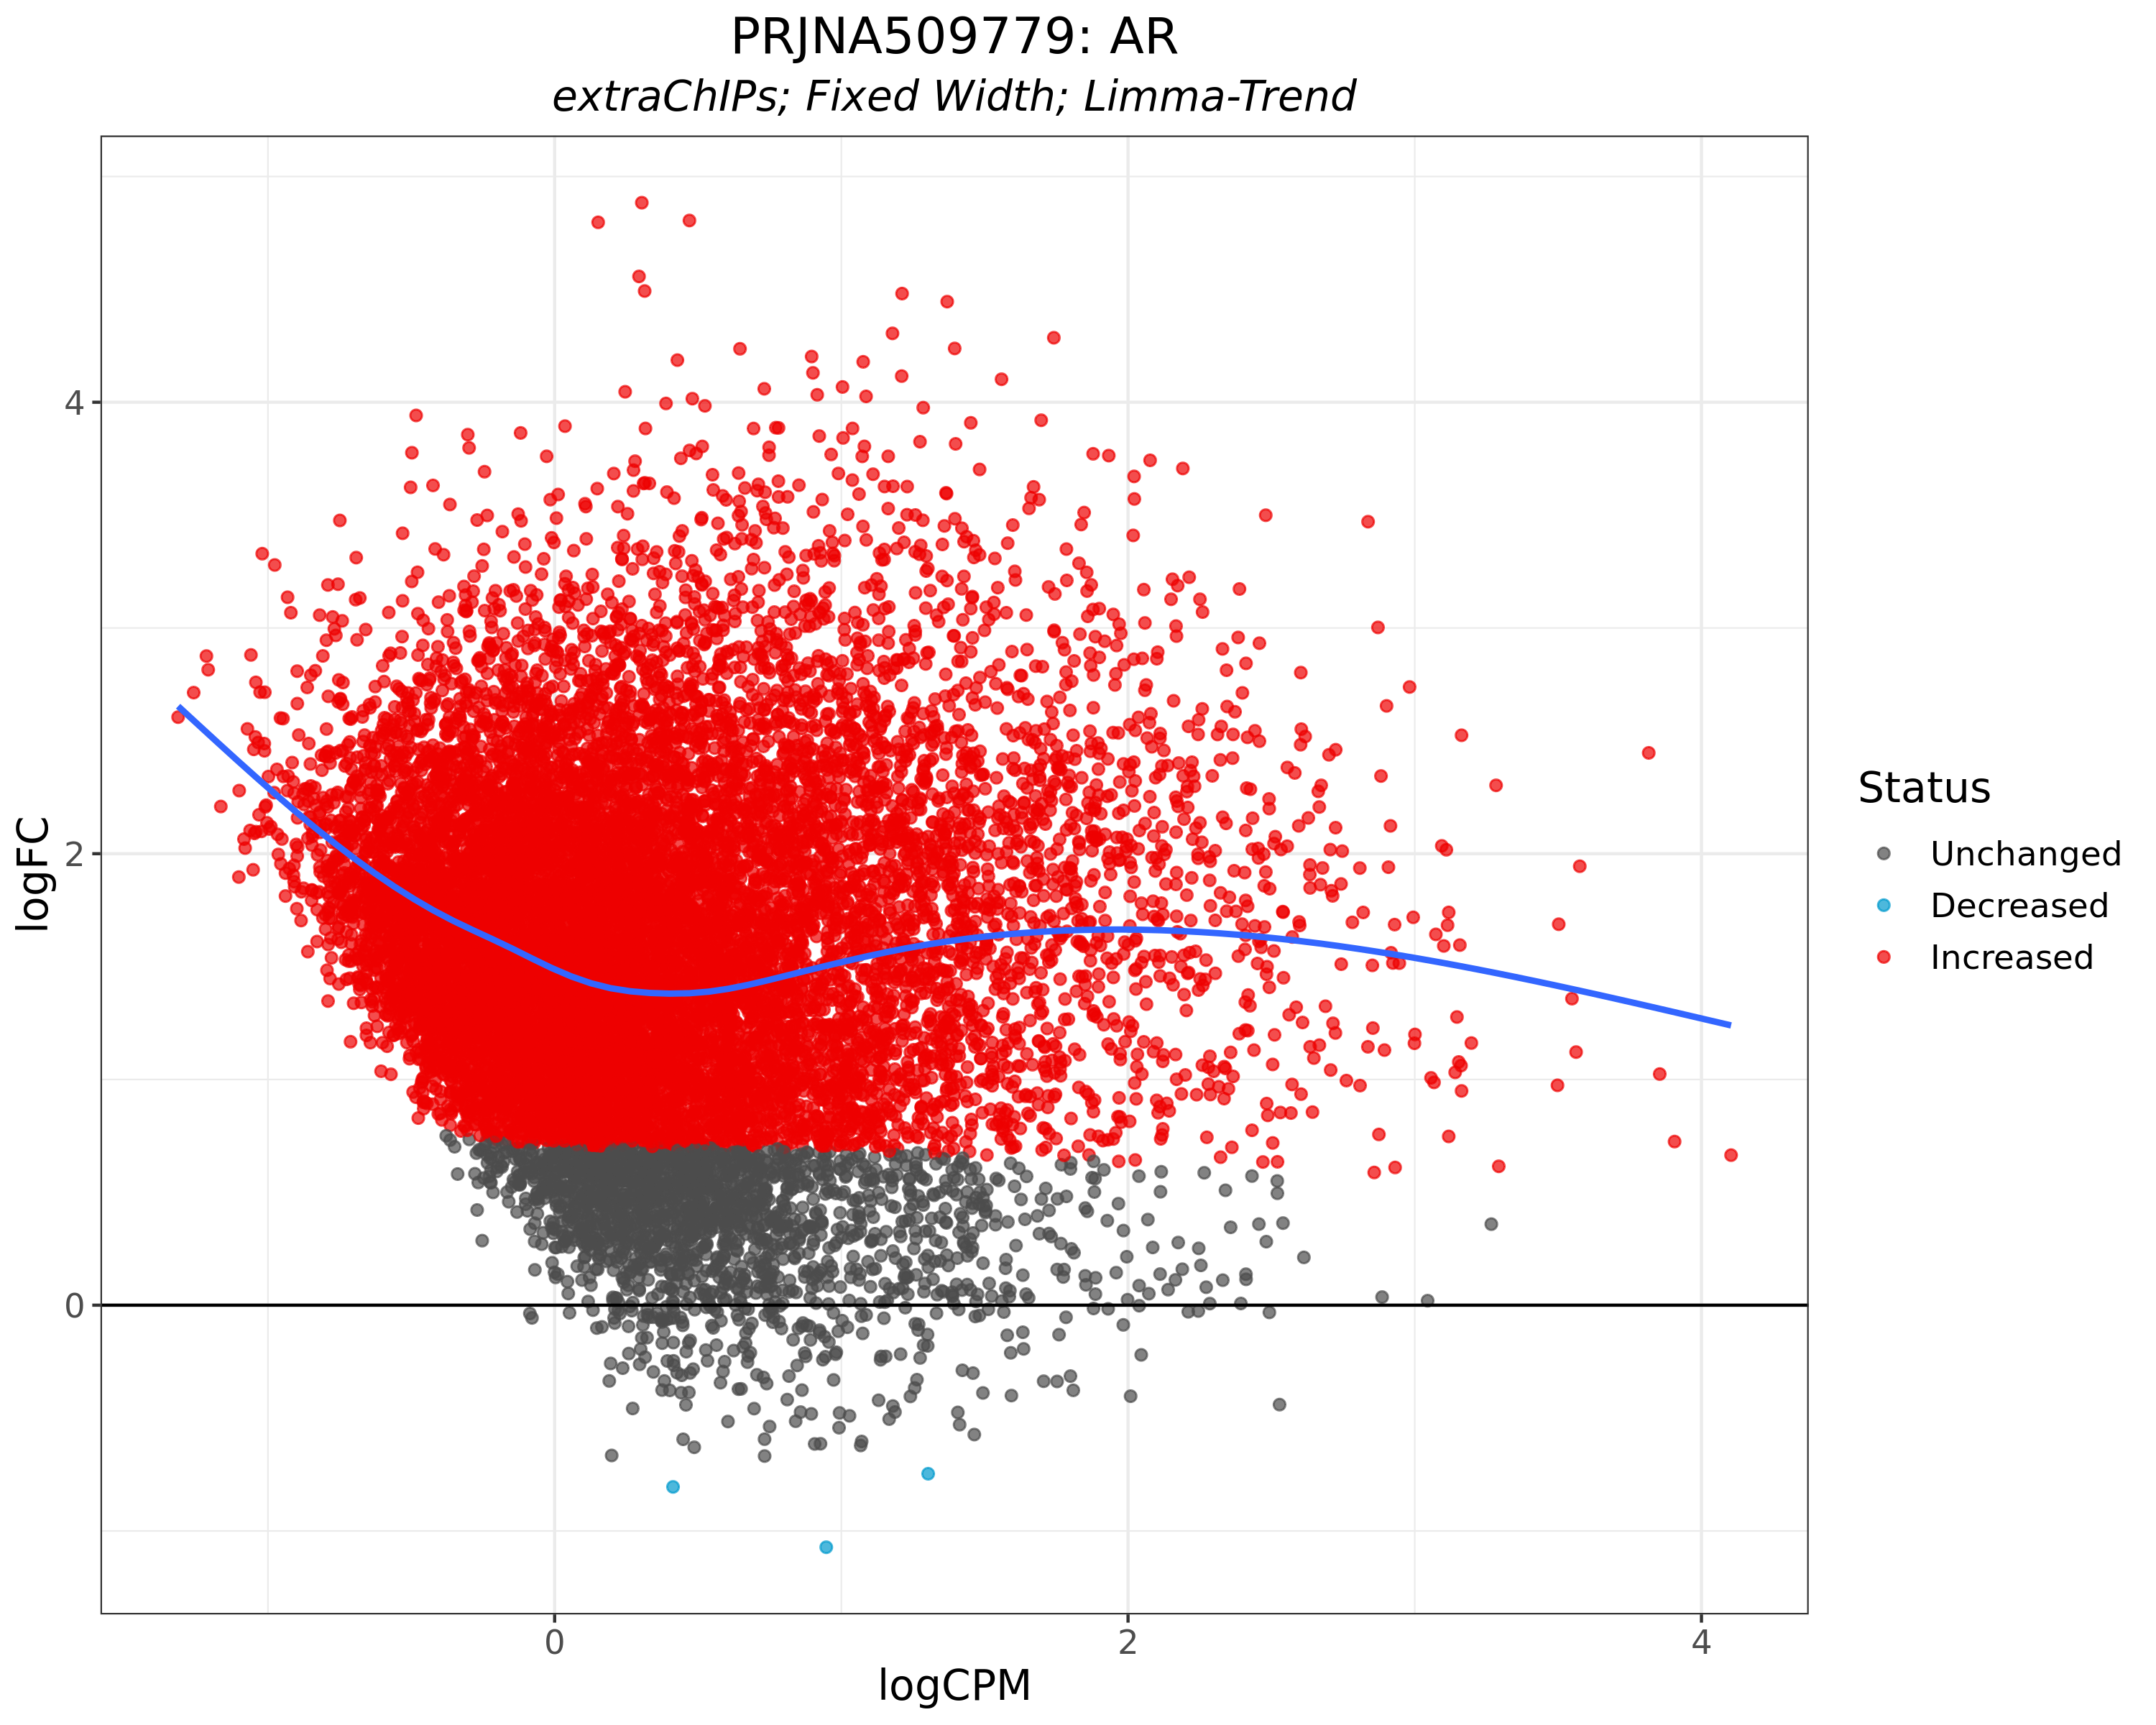 PRJNA509779: AR
extraChIPs; Fixed Width; Limma-Trend
logFC
4
2
0
0
2
4
logCPM
Status
Unchanged
Decreased
Increased